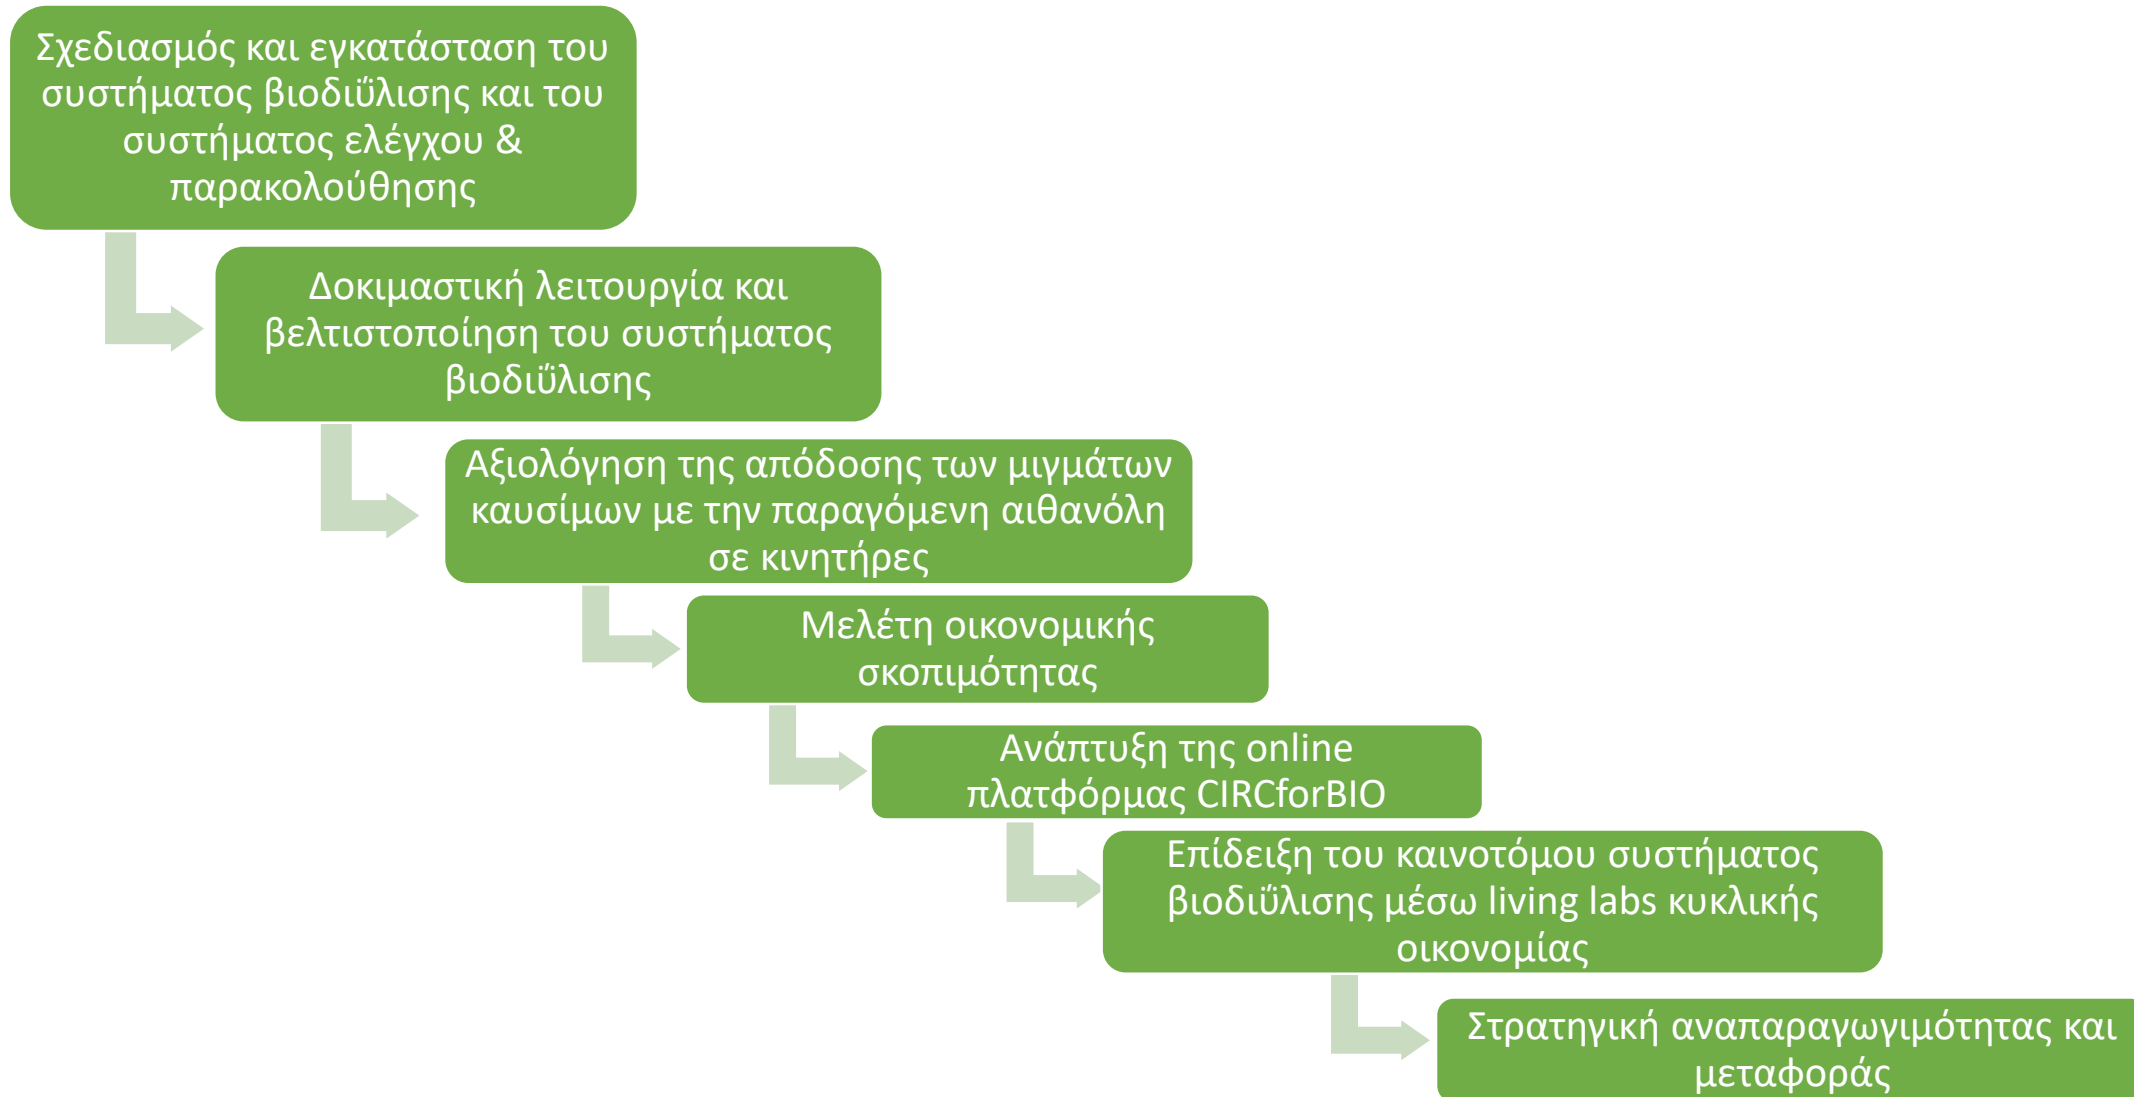 Σχεδιασμός και εγκατάσταση του
συστήματος βιοδιΰλισης και του
συστήματος ελέγχου &
παρακολούθησης
Δοκιμαστική λειτουργία και
βελτιστοποίηση του συστήματος
βιοδιΰλισης
Αξιολόγηση της απόδοσης των μιγμάτων
καυσίμων με την παραγόμενη αιθανόλη
σε κινητήρες
Μελέτη οικονομικής
σκοπιμότητας
Ανάπτυξη της online
πλατφόρμας CIRCforBIO
Επίδειξη του καινοτόμου συστήματος
βιοδιΰλισης μέσω living labs κυκλικής
οικονομίας
Στρατηγική αναπαραγωγιμότητας και
μεταφοράς